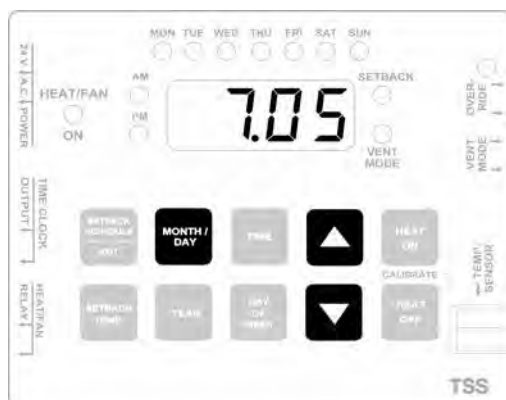 MON TUE WED THU FRI SAT SUN
24 V. A.C. POWER
HEAT/FAN
ON
AM
PM
7.05
SETBACK
VENT
MODE
OVER-
RIDE
VENT
MODE
TIME CLOCK
OUTPUT
SETBACK
SCHEDULE
MONTH /
DAY
TIME
HEAT
ON
CALIBRATE
TEMP.
SENSOR
HEAT/FAN
RELAY
SETBACK
TEMP
YEAR
DAY
OF
WEEK
HEAT
OFF
TSS